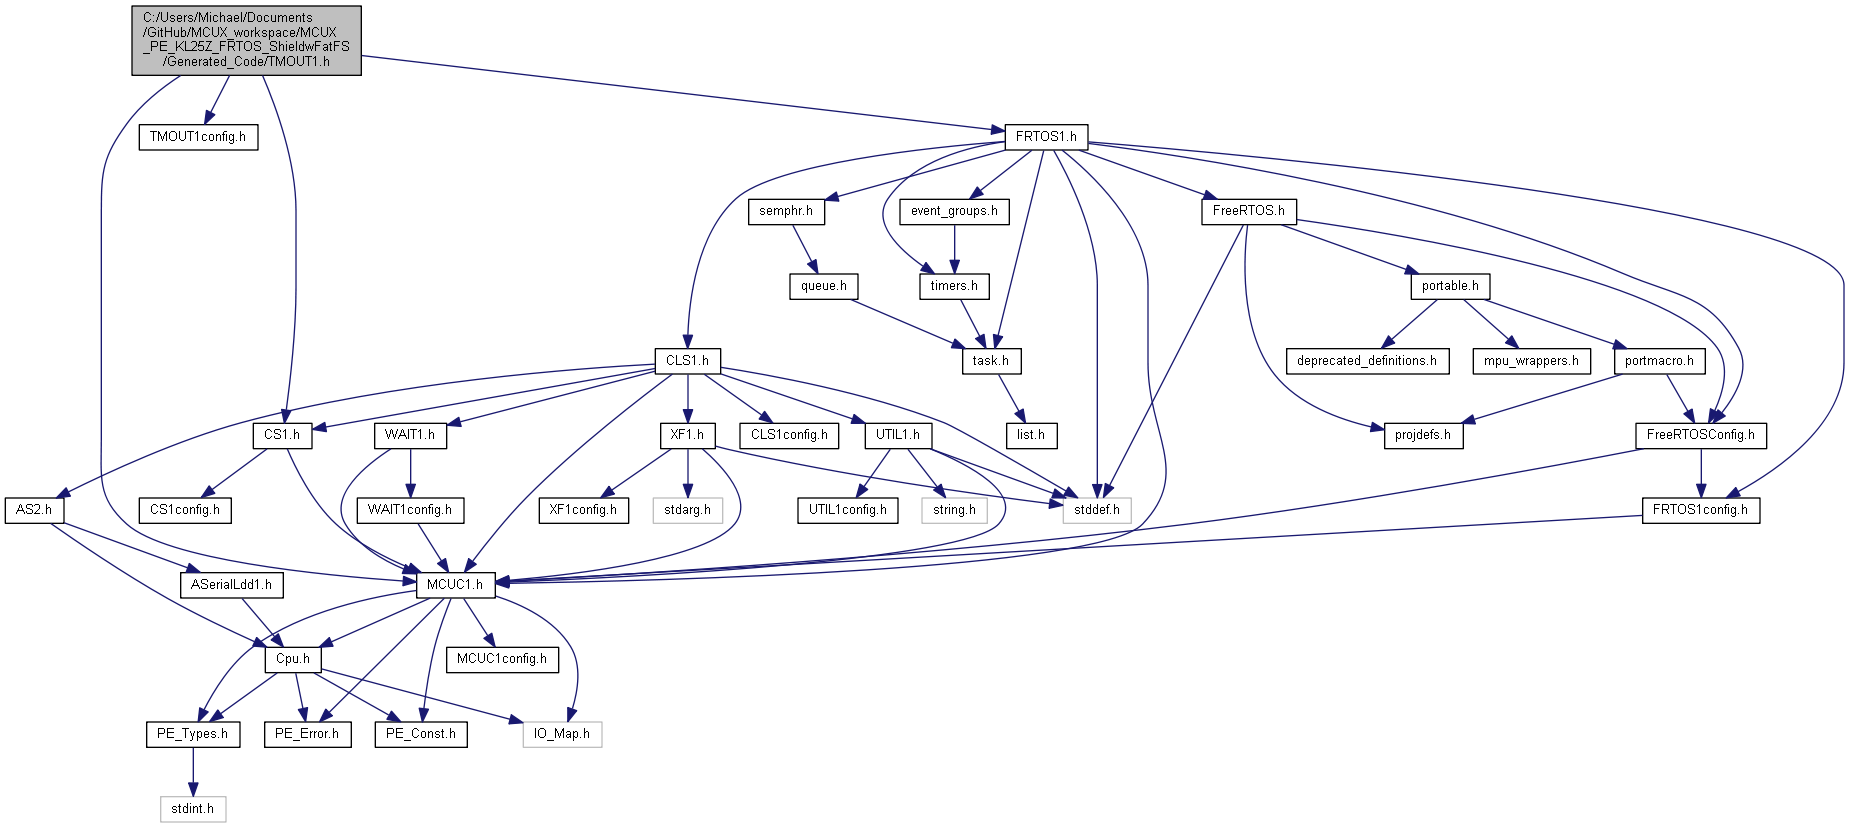 C:/Users/Michael/Documents
/GitHub/MCUX_workspace/MCUX
_PE_KL25Z_FRTOS_ShieldwFatFS
/Generated_Code/TMOUT1.h
TMOUT1config.h
FRTOS1.h
semphr.h
event_groups.h
FreeRTOS.h
queue.h
timers.h
portable.h
CLS1.h
task.h
deprecated_definitions.h
mpu_wrappers.h
portmacro.h
CS1.h
WAIT1.h
XF1.h
CLS1config.h
UTIL1.h
list.h
projdefs.h
FreeRTOSConfig.h
AS2.h
CS1config.h
WAIT1config.h
XF1config.h
stdarg.h
UTIL1config.h
string.h
stddef.h
FRTOS1config.h
ASerialLdd1.h
MCUC1.h
Cpu.h
MCUC1config.h
PE_Types.h
PE_Error.h
PE_Const.h
IO_Map.h
stdint.h